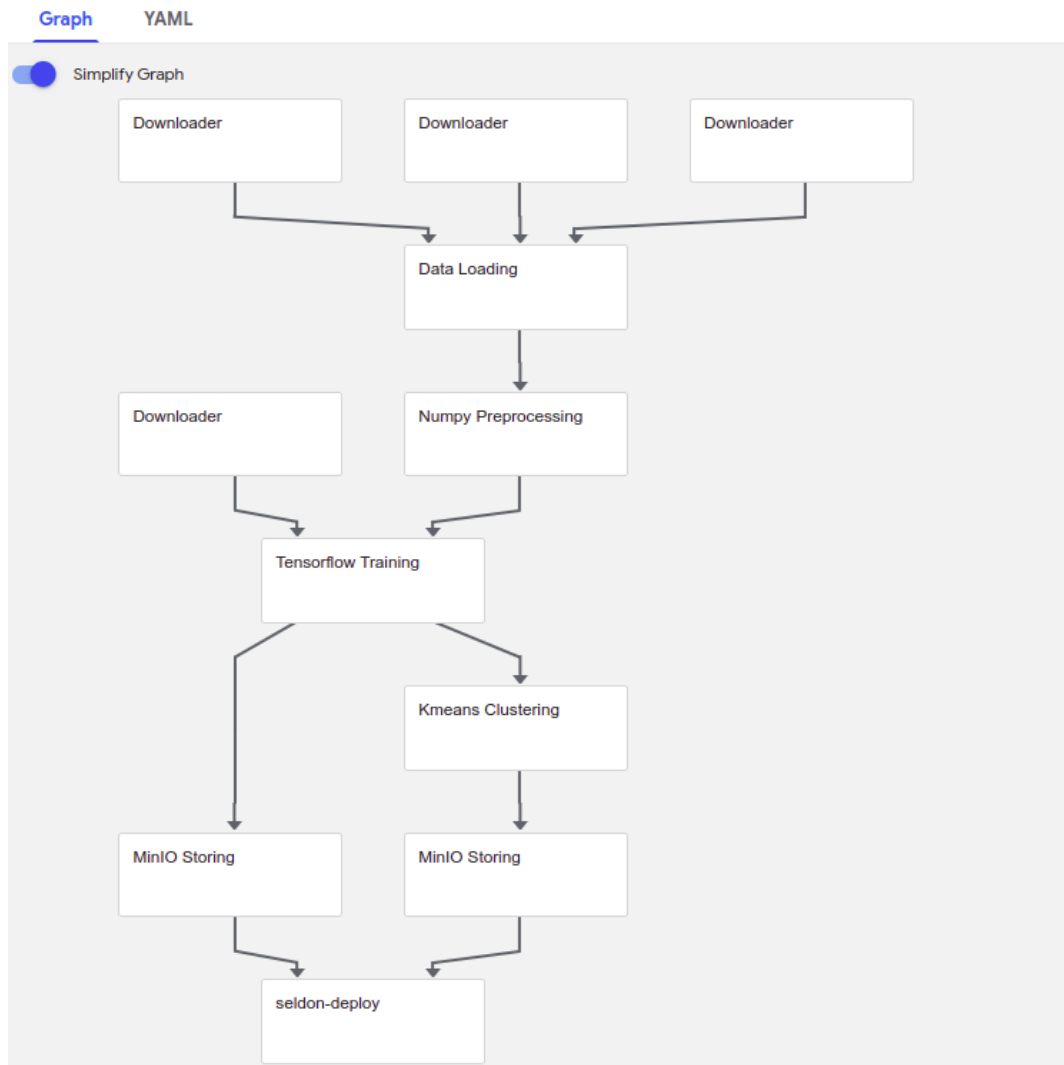 Graph YAML
Simplify Graph
Downloader Downloader Downloader
Data Loading
Downloader Numpy Preprocessing
Tensorflow Training
Kmeans Clustering
MinIO Storing MinIO Storing
seldon-deploy